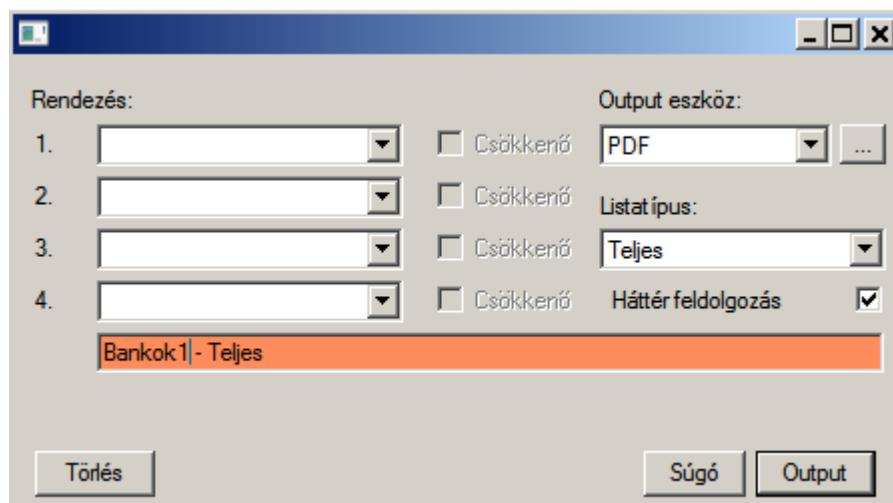 Rendezés: Output eszköz:
1. Csökkenő PDF ...
2. Csökkenő Listatípus:
3. Csökkenő Teljes
4. Csökkenő Háttér feldolgozás
Bankok1 - Teljes
Törlés Súgó Output